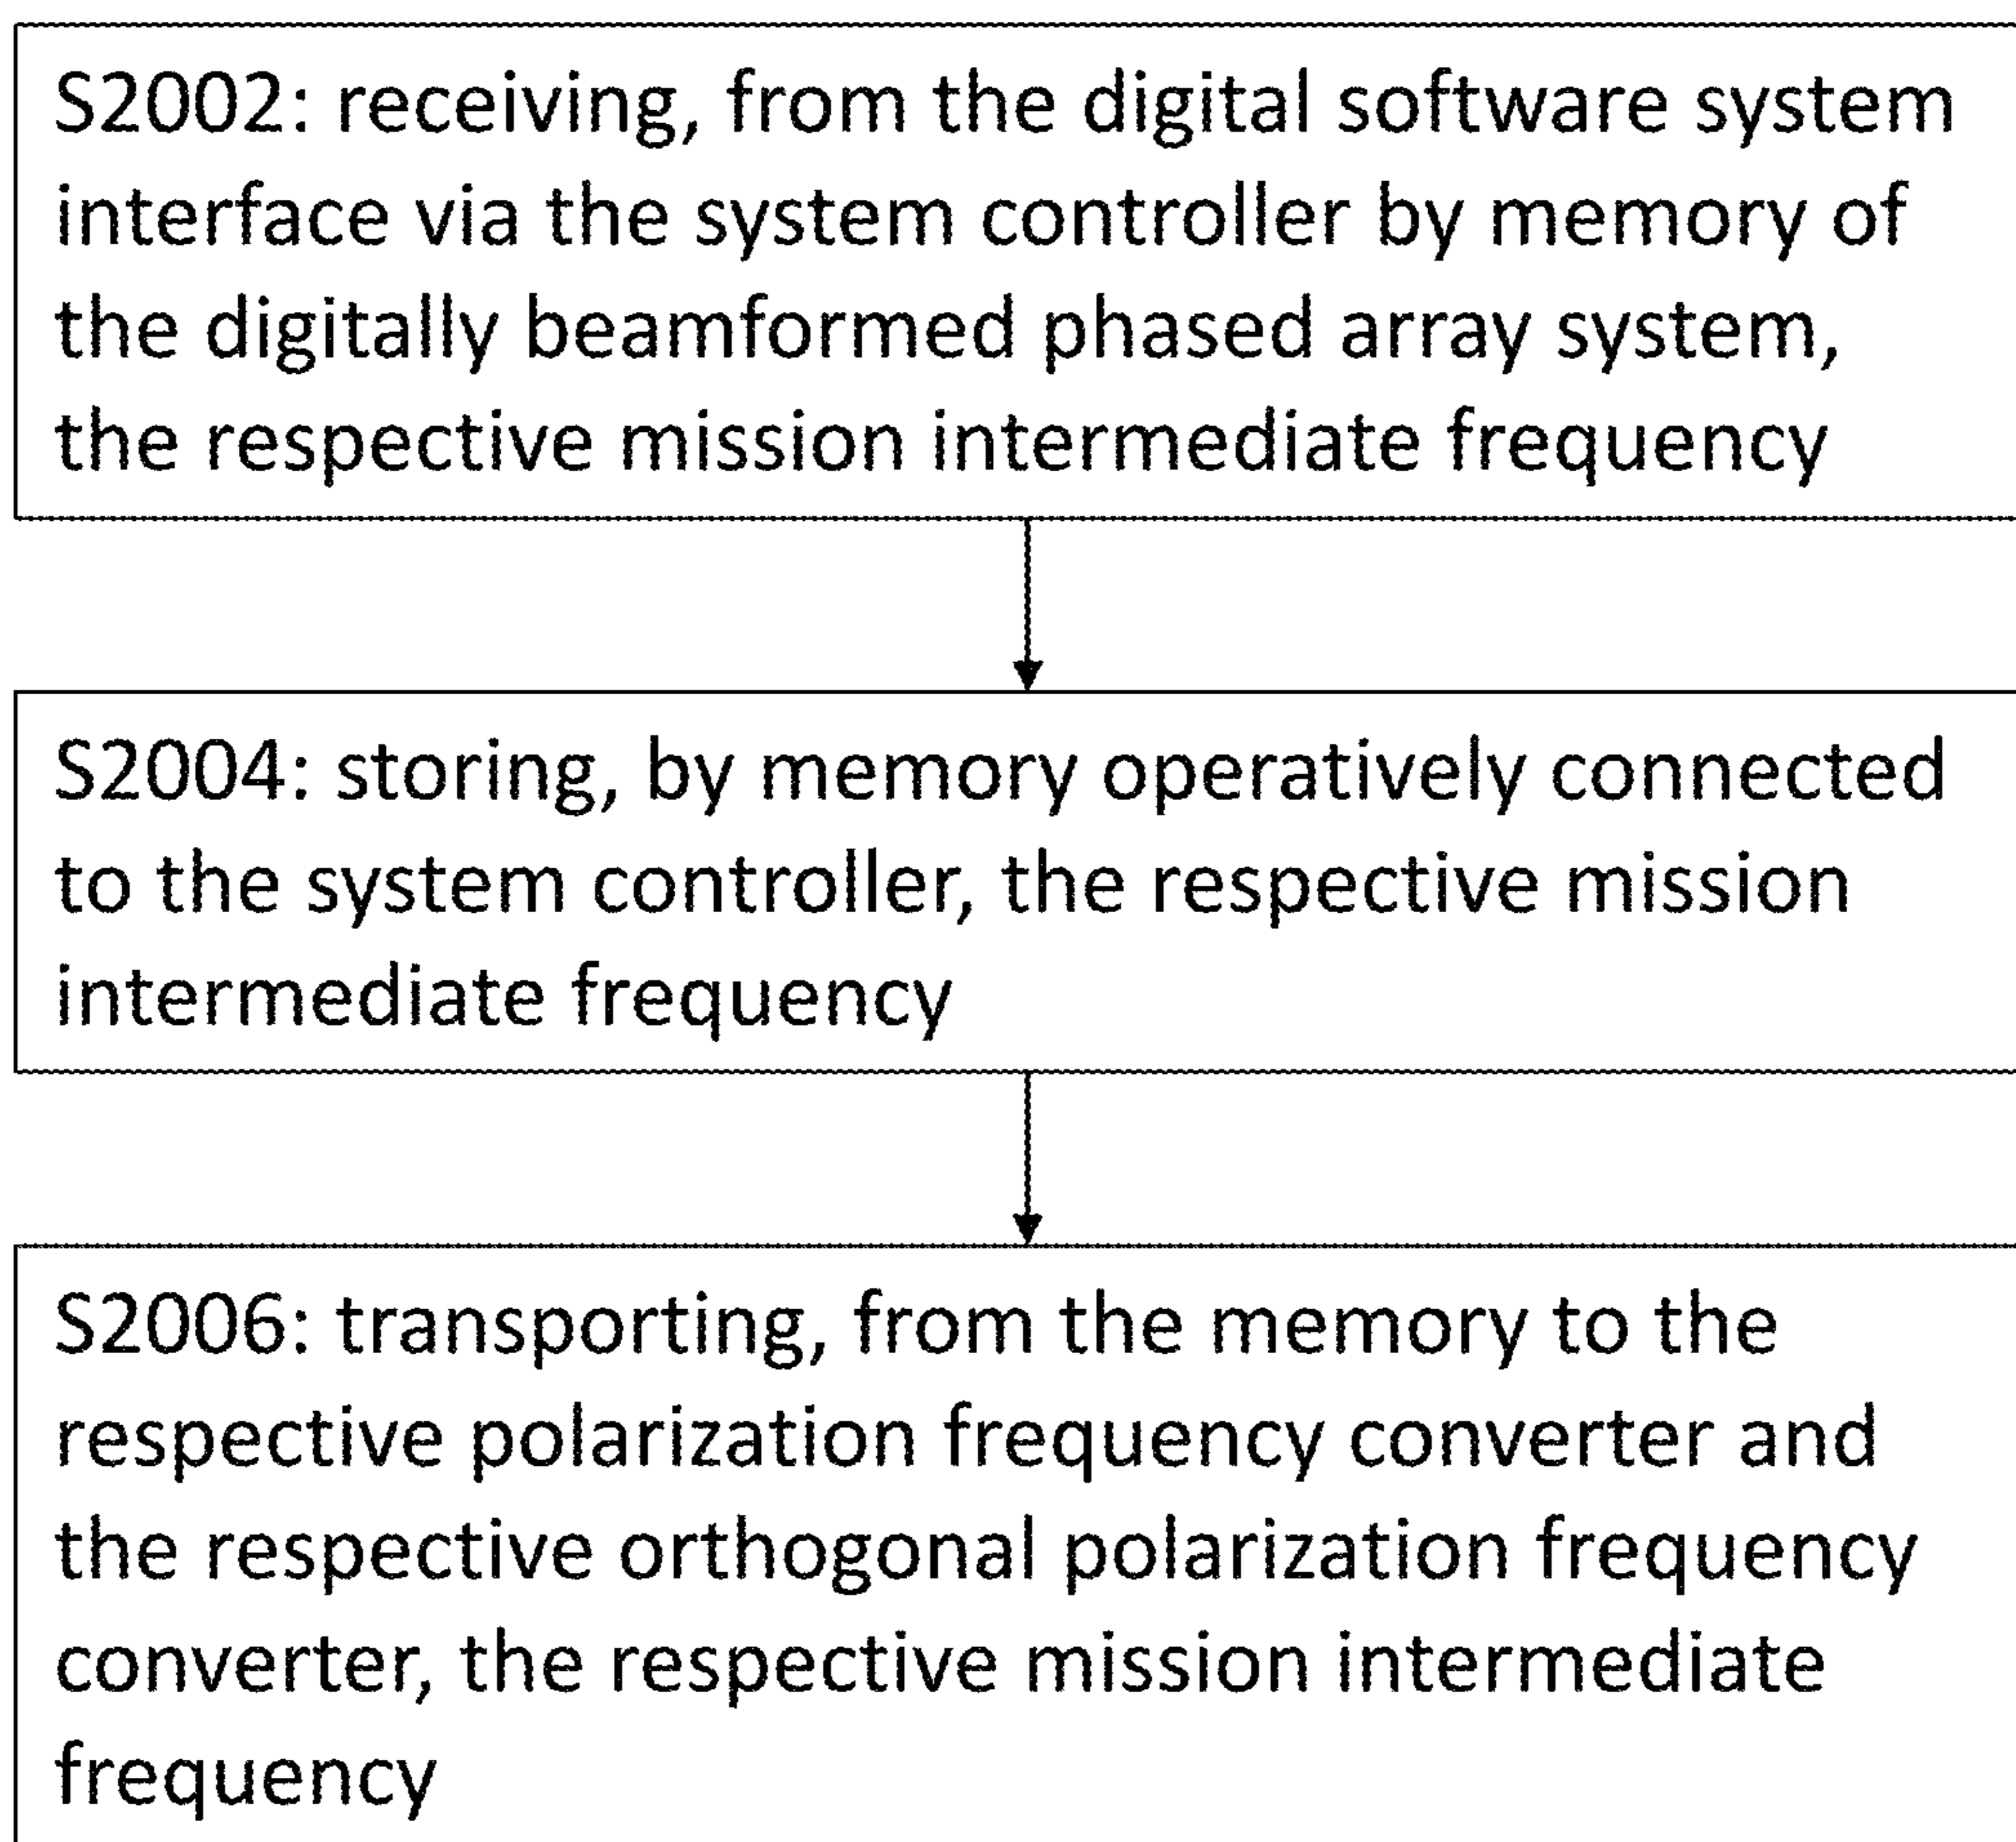 S2002: receiving, from the digital software system
interface via the system controller by memory of
the digitally beamformed phased array system,
the respective mission intermediate frequency
S2004: storing, by memory operatively connected
to the system controller, the respective mission
intermediate frequency
S2006: transporting, from the memory to the
respective polarization frequency converter and
the respective orthogonal polarization frequency
converter, the respective mission intermediate
frequency